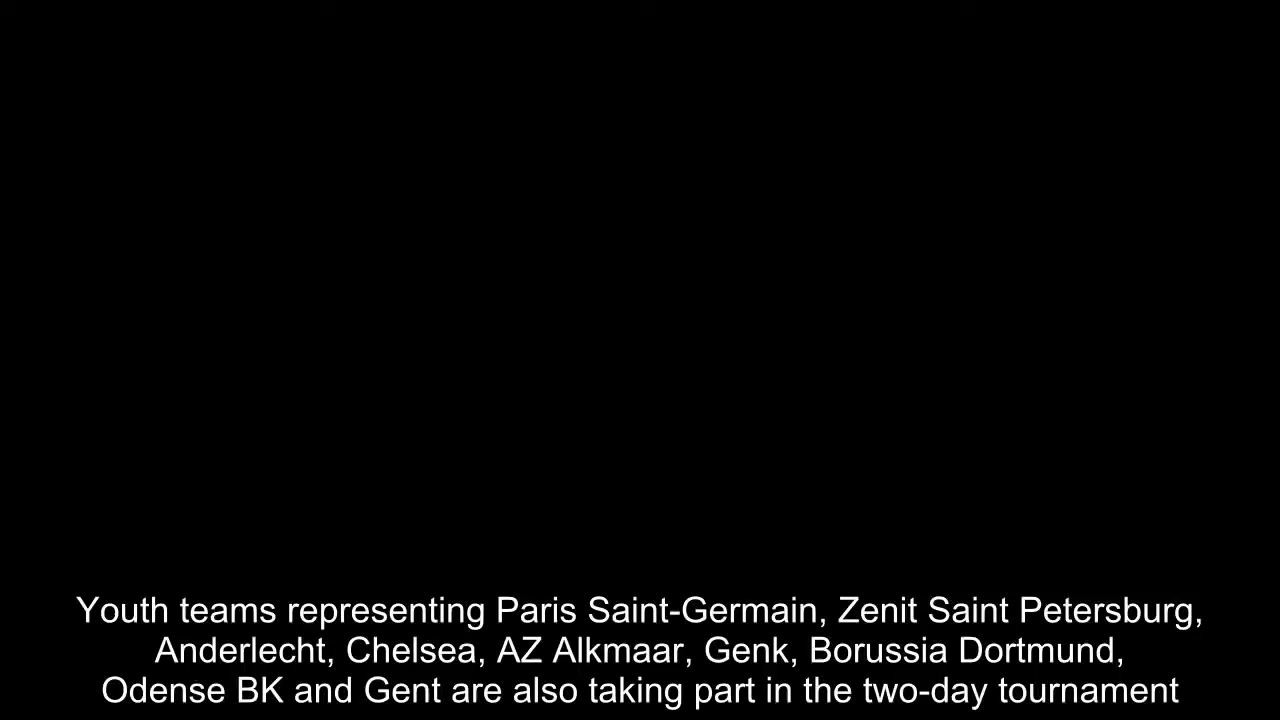 Youth teams representing Paris Saint-Germain, Zenit Saint Petersburg,
Anderlecht, Chelsea, AZ Alkmaar, Genk, Borussia Dortmund,
Odense BK and Gent are also taking part in the two-day tournament